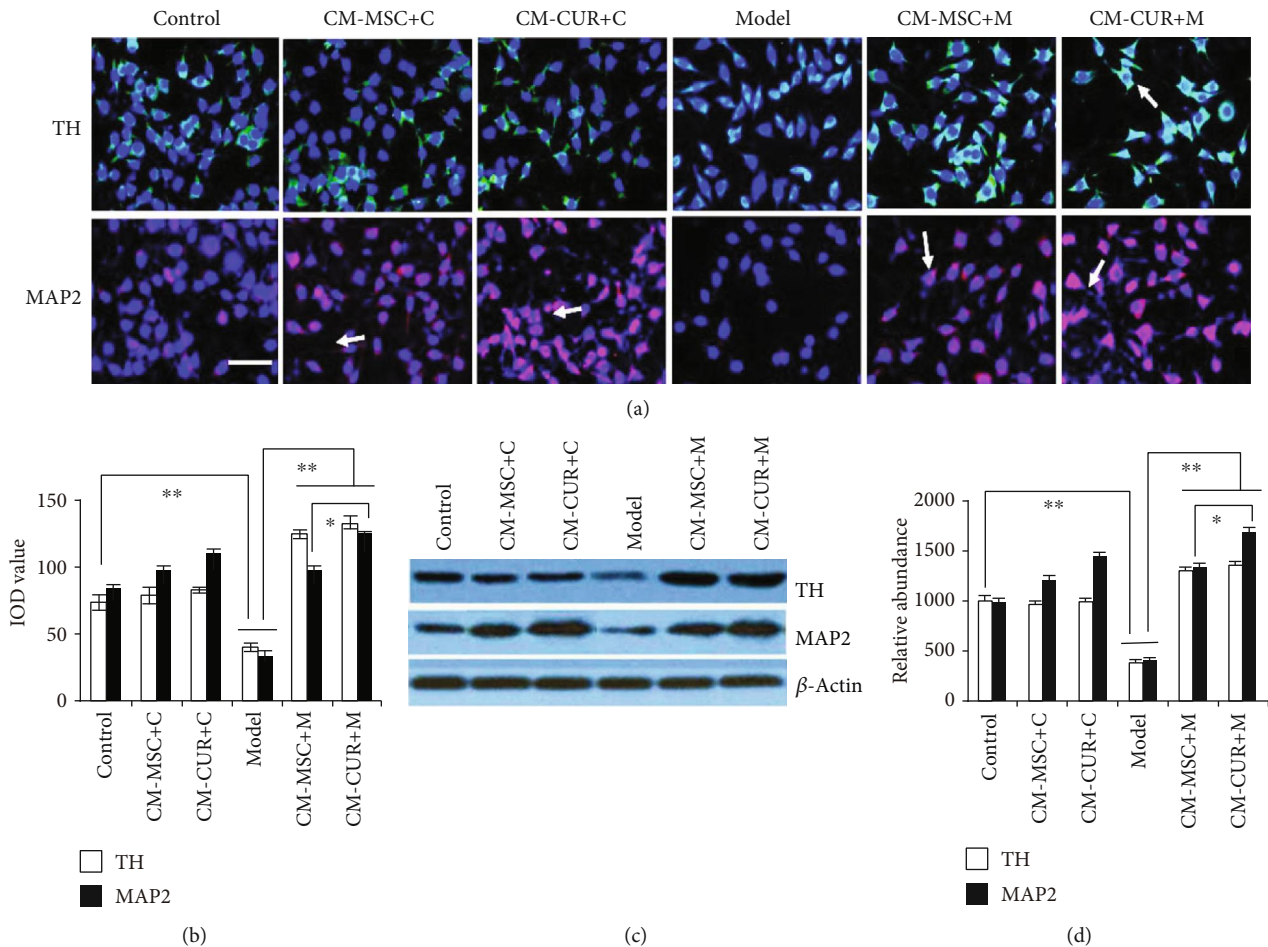 Control CM-MSC+C CM-CUR+C Model CM-MSC+M CM-CUR+M
TH
MAP2
(a)
IOD value
150
100
50
0
**
**
*
Control
CM-MSC+C
CM-CUR+C
Model
CM-MSC+M
CM-CUR+M
TH
MAP2
(b)
Control
CM-MSC+C
CM-CUR+C
Model
CM-MSC+M
CM-CUR+M
TH
MAP2
β-Actin
(c)
Relative abundance
2000
1500
1000
500
0
**
**
*
Control
CM-MSC+C
CM-CUR+C
Model
CM-MSC+M
CM-CUR+M
TH
MAP2
(d)